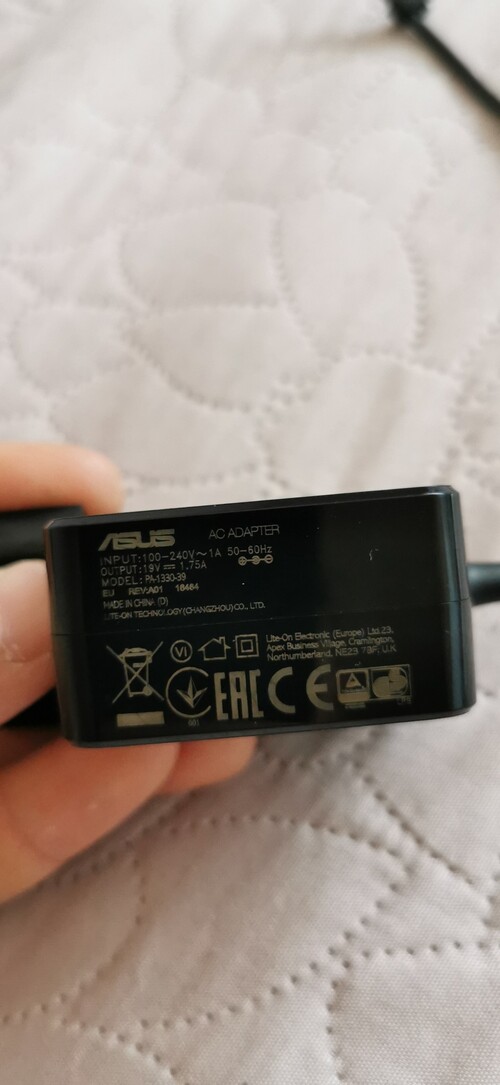 ASUS AC ADAPTER
INPUT:100-240V~1A 50-60Hz
OUTPUT:19V 1.75A
MODEL: PA-1330-39
EU REV:A01 18464
MADE IN CHINA (D)
LITE-ON TECHNOLOGY (CHANGZHOU) CO., LTD.
VI
Lite-On Electronic (Europe) Ltd 23,
Apex Business Village, Cramlington,
Northumberland, NE23 7BF, U.K
EAC CE